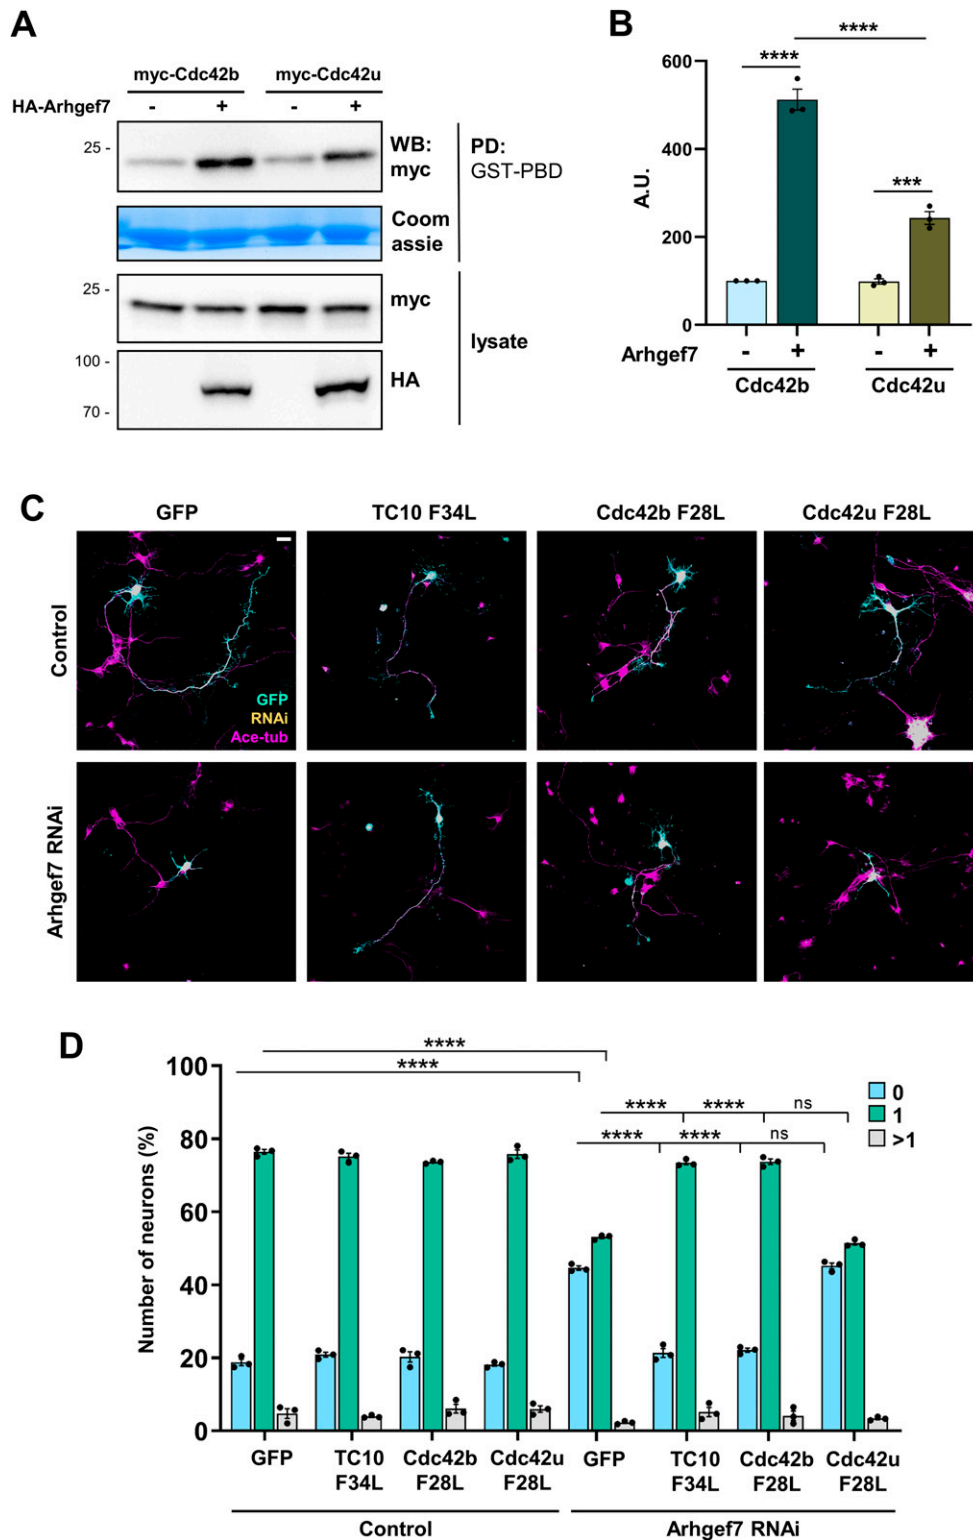 A
myc-Cdc42b myc-Cdc42u
HA-Arhgef7 - + - +
25 -
WB:
myc
PD:
GST-PBD
Coom
assie
25 -
myc
lysate
100 -
HA
70 -
B
****
****
***
600
400
200
0
A.U.
Arhgef7 - + - +
Cdc42b Cdc42u
C
GFP TC10 F34L Cdc42b F28L Cdc42u F28L
Control
GFP
RNAi
Ace-tub
Arhgef7 RNAi
D
Number of neurons (%)
100
80
60
40
20
0
****
****
**** **** ns
**** **** ns
0
1
>1
GFP TC10 Cdc42b Cdc42u GFP TC10 Cdc42b Cdc42u
F34L F28L F28L F34L F28L F28L
Control Arhgef7 RNAi